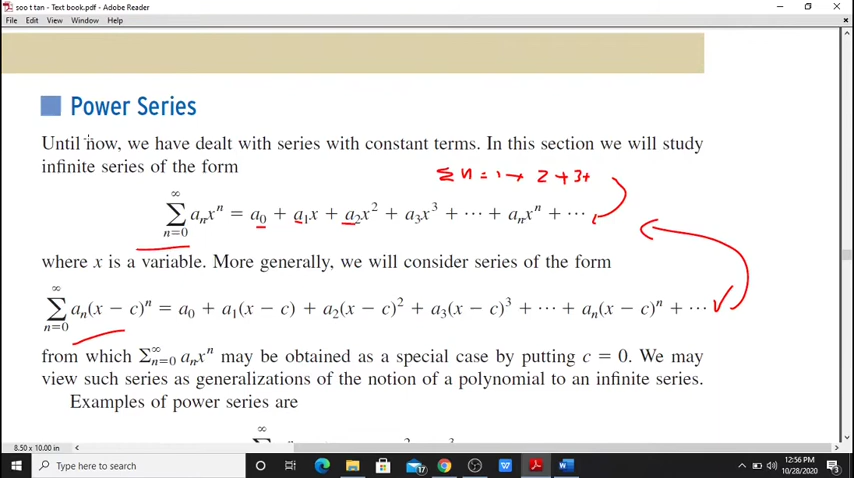 soo t tan - Text book.pdf - Adobe Reader
File Edit View Window Help
Power Series
Until now, we have dealt with series with constant terms. In this section we will study
infinite series of the form
Σ n = 1 + 2 + 3+
∞
∑ aₙxⁿ = a₀ + a₁x + a₂x² + a₃x³ + ⋯ + aₙxⁿ + ⋯
n=0
where x is a variable. More generally, we will consider series of the form
∞
∑ aₙ(x − c)ⁿ = a₀ + a₁(x − c) + a₂(x − c)² + a₃(x − c)³ + ⋯ + aₙ(x − c)ⁿ + ⋯
n=0
from which Σ∞n=0 aₙxⁿ may be obtained as a special case by putting c = 0. We may
view such series as generalizations of the notion of a polynomial to an infinite series.
Examples of power series are
∞
8.50 x 10.00 in
Type here to search
17
12:56 PM
10/28/2020
3